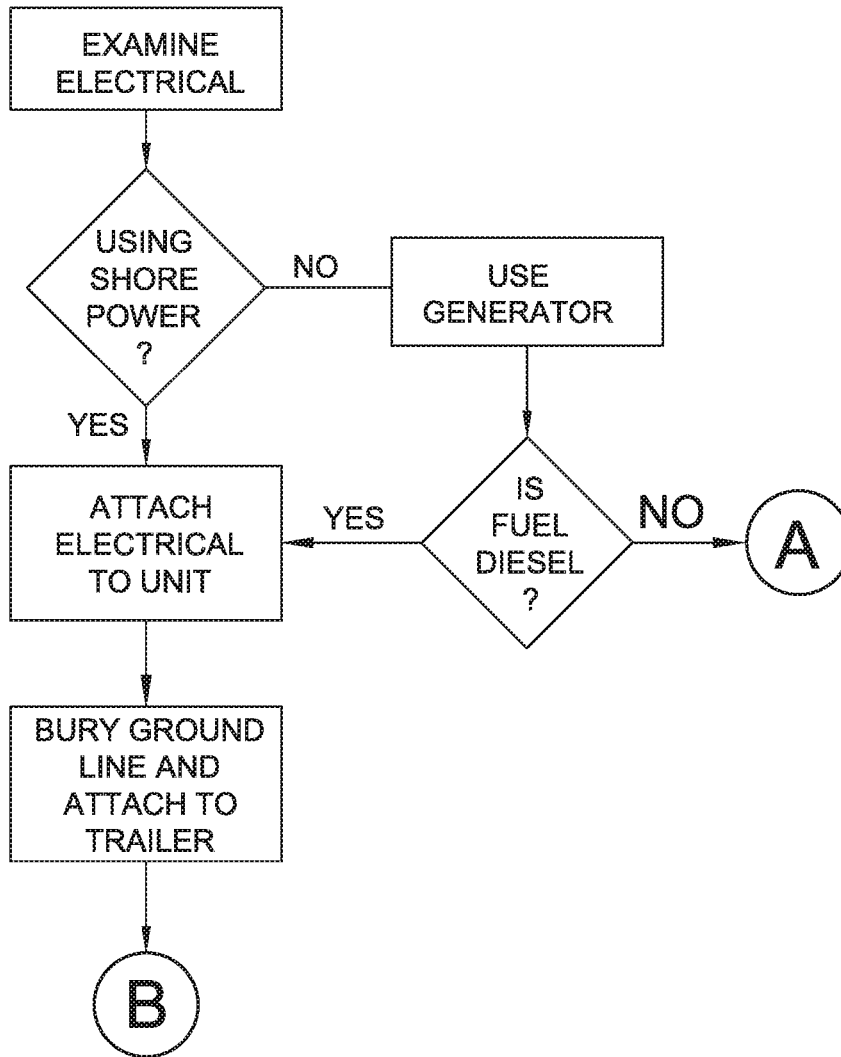 EXAMINE
ELECTRICAL
USING
SHORE
POWER
?
NO
USE
GENERATOR
YES
ATTACH
ELECTRICAL
TO UNIT
YES
IS
FUEL
DIESEL
?
NO
A
BURY GROUND
LINE AND
ATTACH TO
TRAILER
B